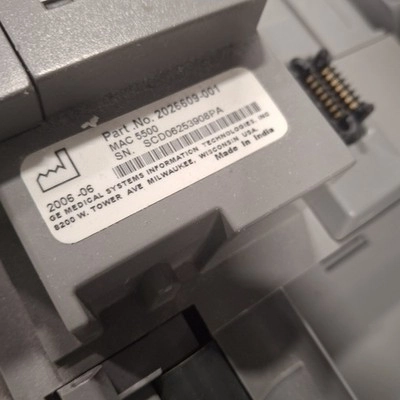 Part .No. 2025609-001
MAC 5500
SN. SCD06253908PA
2006 -06
GE MEDICAL SYSTEMS INFORMATION TECHNOLOGIES, INC
8200 W. TOWER AVE MILWAUKEE, WISCONSIN USA.
Made in India